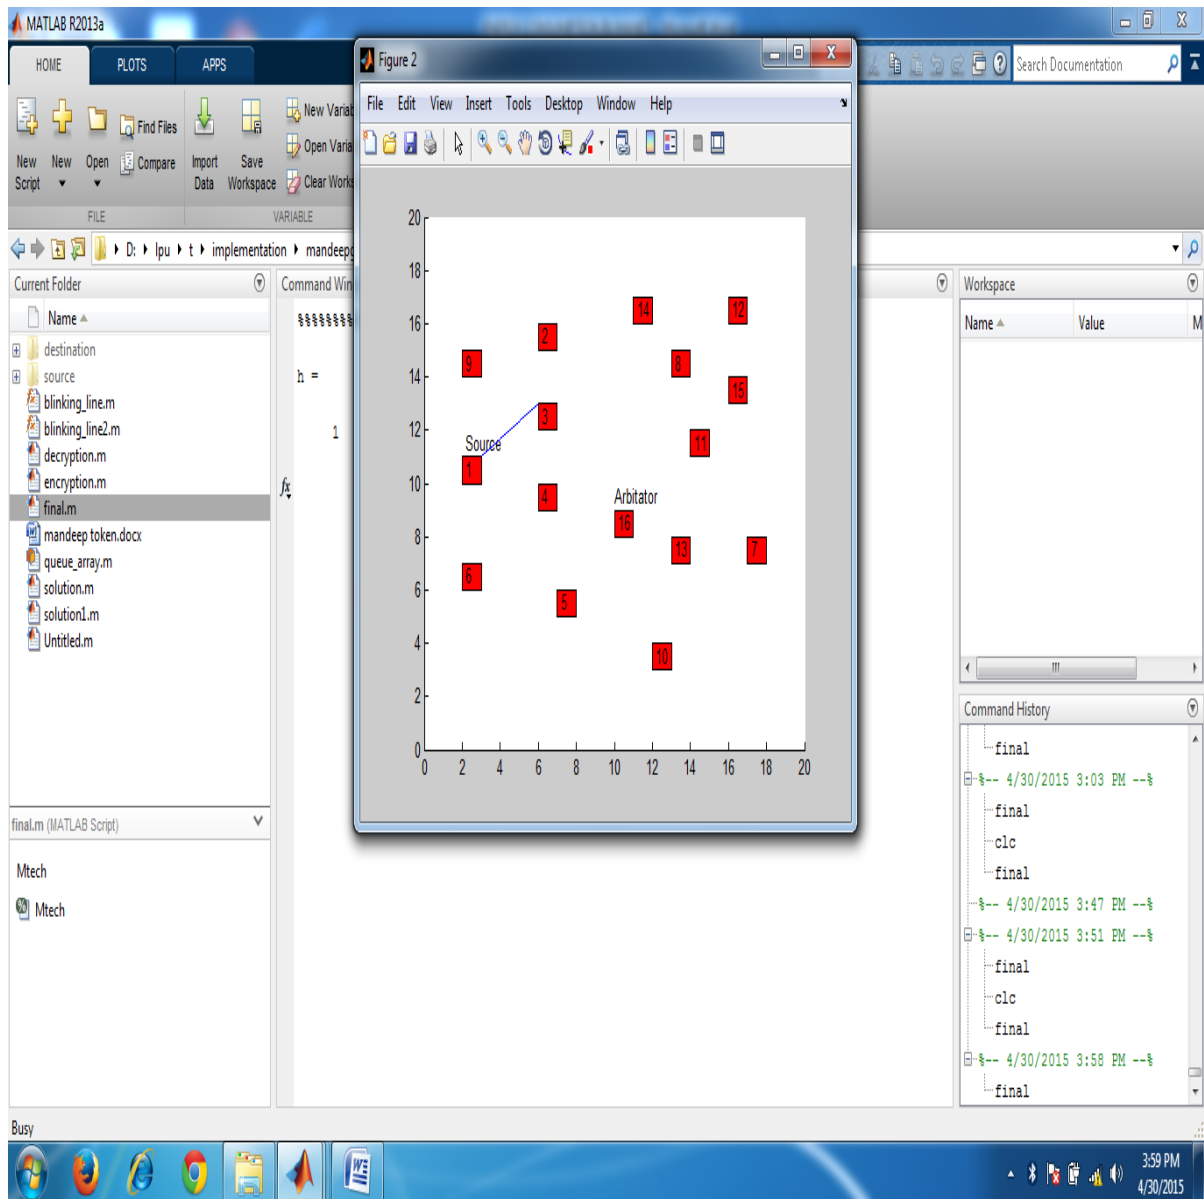 MATLAB R2013a
HOME PLOTS APPS
Search Documentation
New Script
New
Open
Find Files
Compare
Import Data
Save Workspace
New Variab
Open Varia
Clear Works
FILE
VARIABLE
D: lpu t implementation mandeepg
Current Folder
Name
destination
source
blinking_line.m
blinking_line2.m
decryption.m
encryption.m
final.m
mandeep token.docx
queue_array.m
solution.m
solution1.m
Untitled.m
final.m (MATLAB Script)
Mtech
Mtech
Busy
Command Win
%%%%%%%%
h =
1
fx
Figure 2
File Edit View Insert Tools Desktop Window Help
20
18
16
14
12
10
8
6
4
2
0
0 2 4 6 8 10 12 14 16 18 20
14
12
2
9
8
15
3
11
Source
1
4
Arbitator
16
13
7
6
5
10
Workspace
Name Value M
Command History
final
%-- 4/30/2015 3:03 PM --%
final
clc
final
%-- 4/30/2015 3:47 PM --%
%-- 4/30/2015 3:51 PM --%
final
clc
final
%-- 4/30/2015 3:58 PM --%
final
3:59 PM
4/30/2015